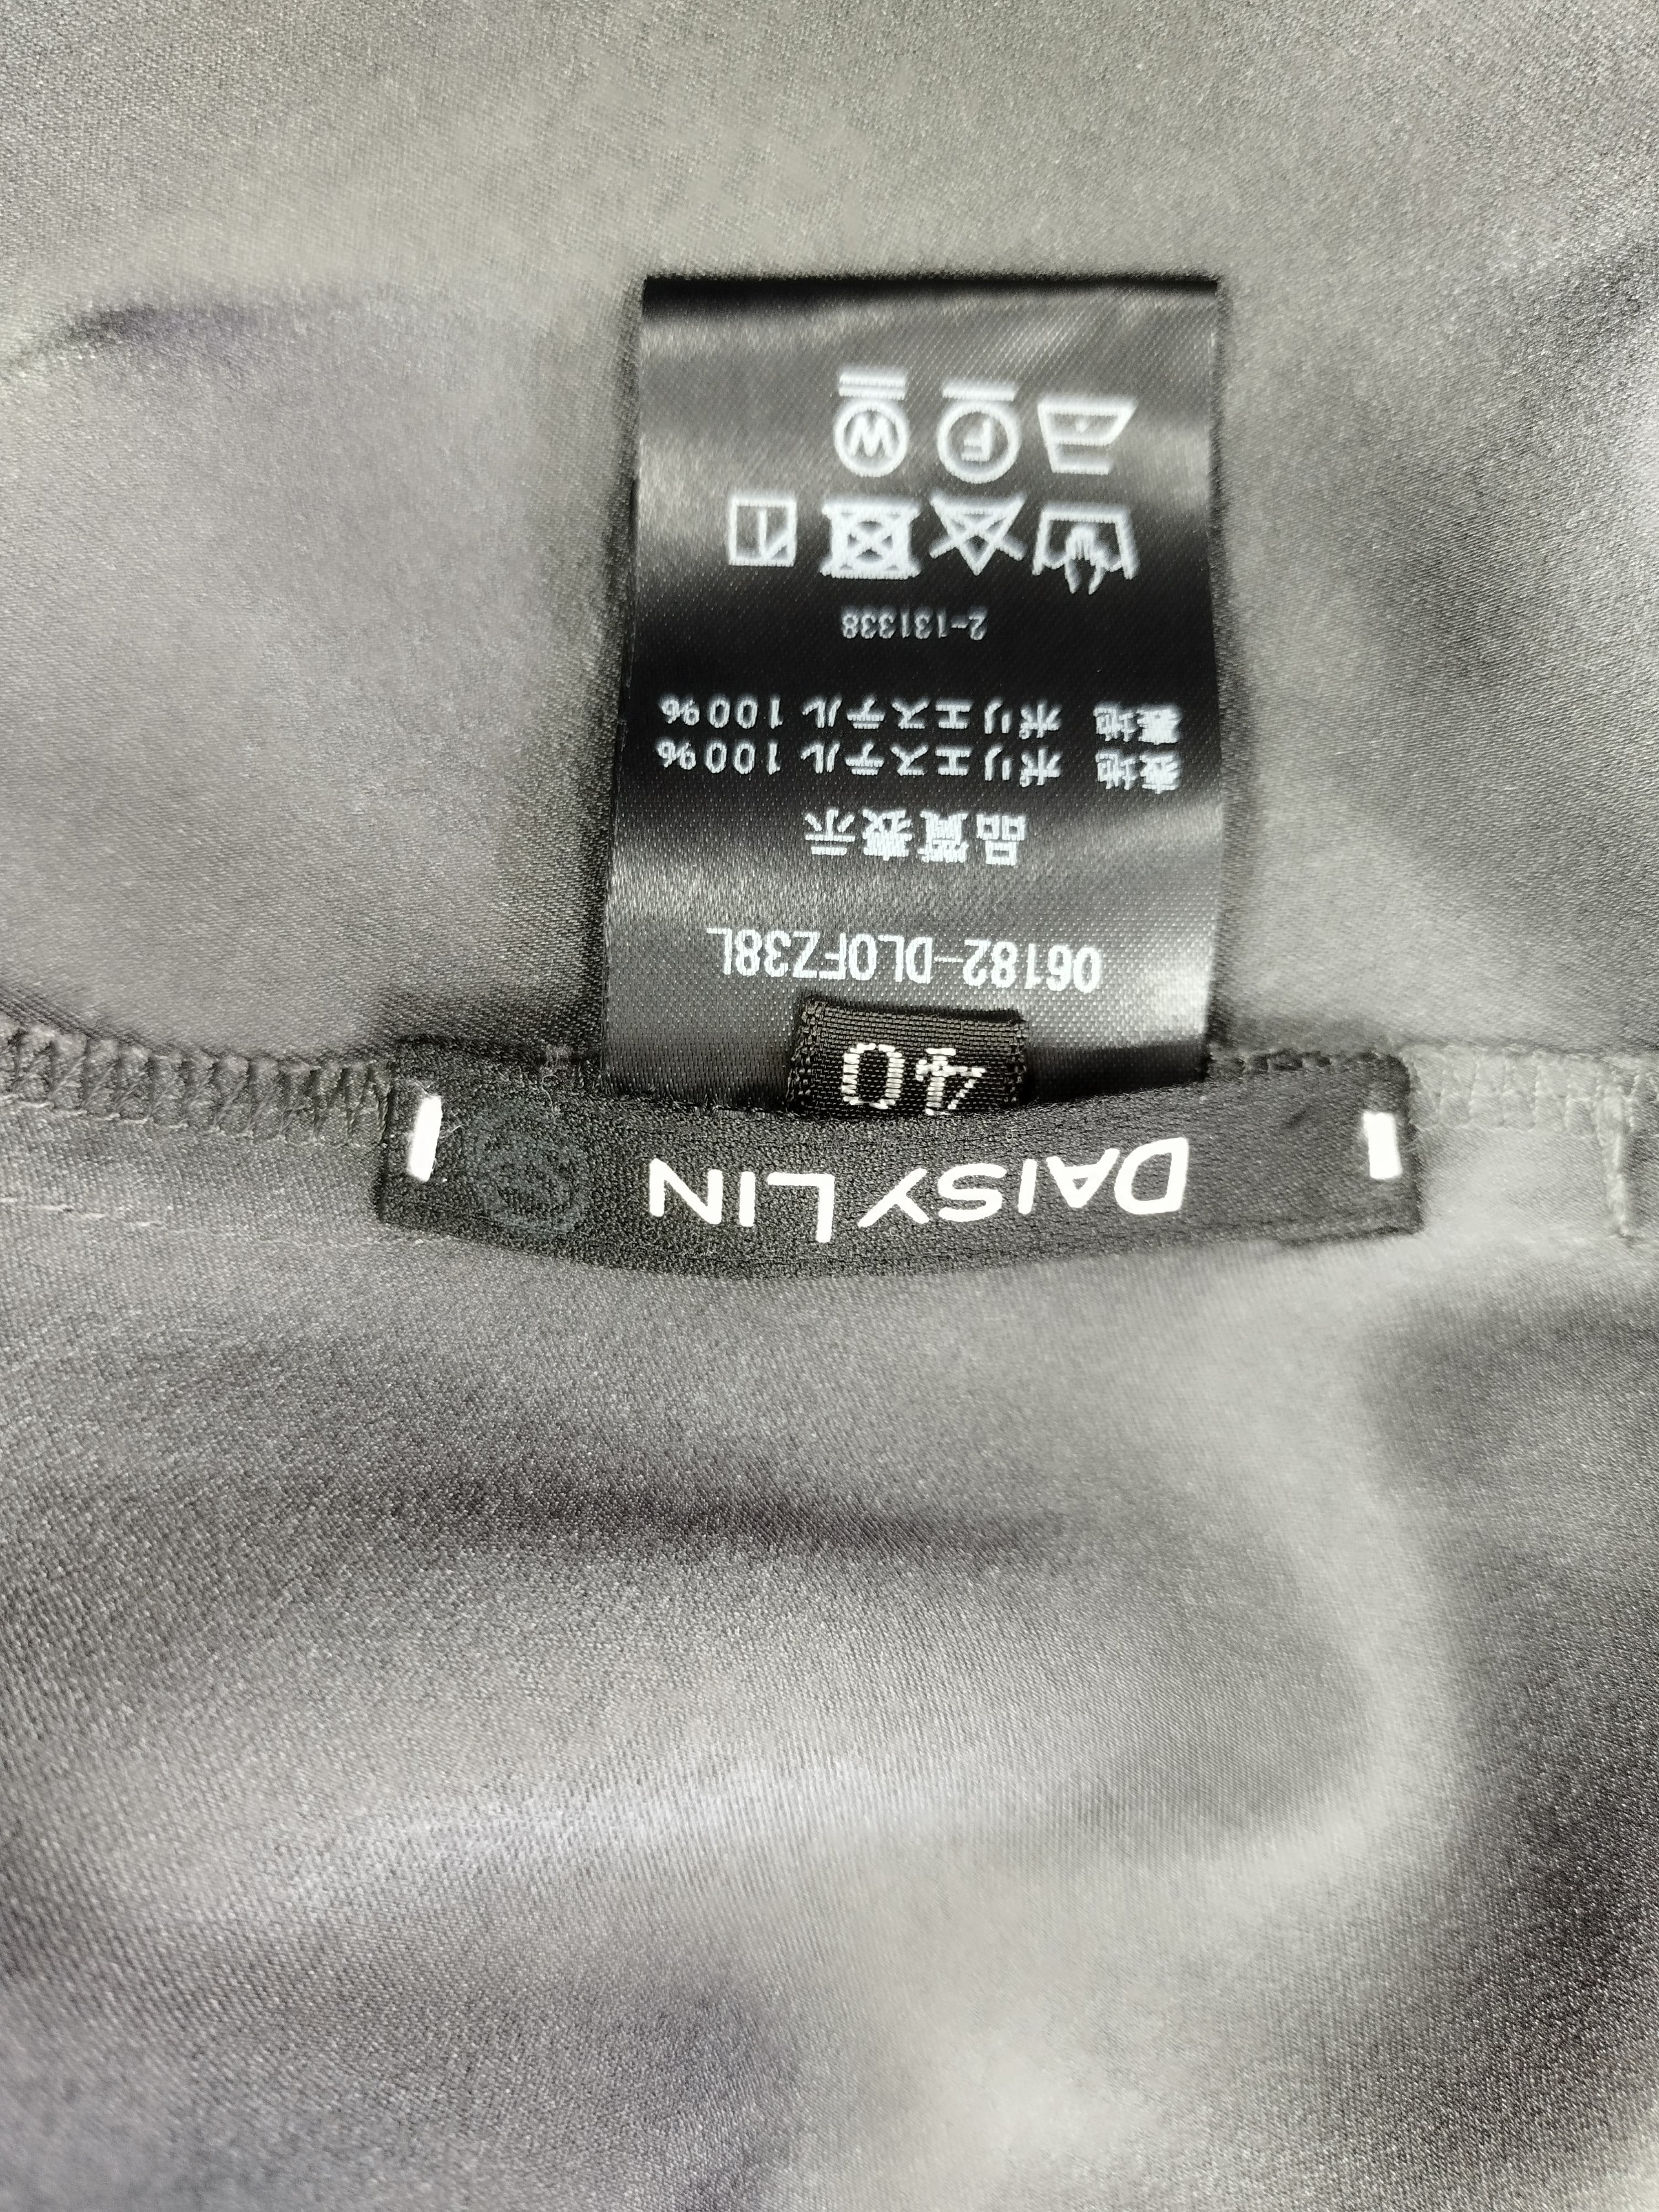 DAISY LIN
40
06182-DL0FZ38L
品質表示
表地 ポリエステル 100%
裏地 ポリエステル 100%
2-131338
F W